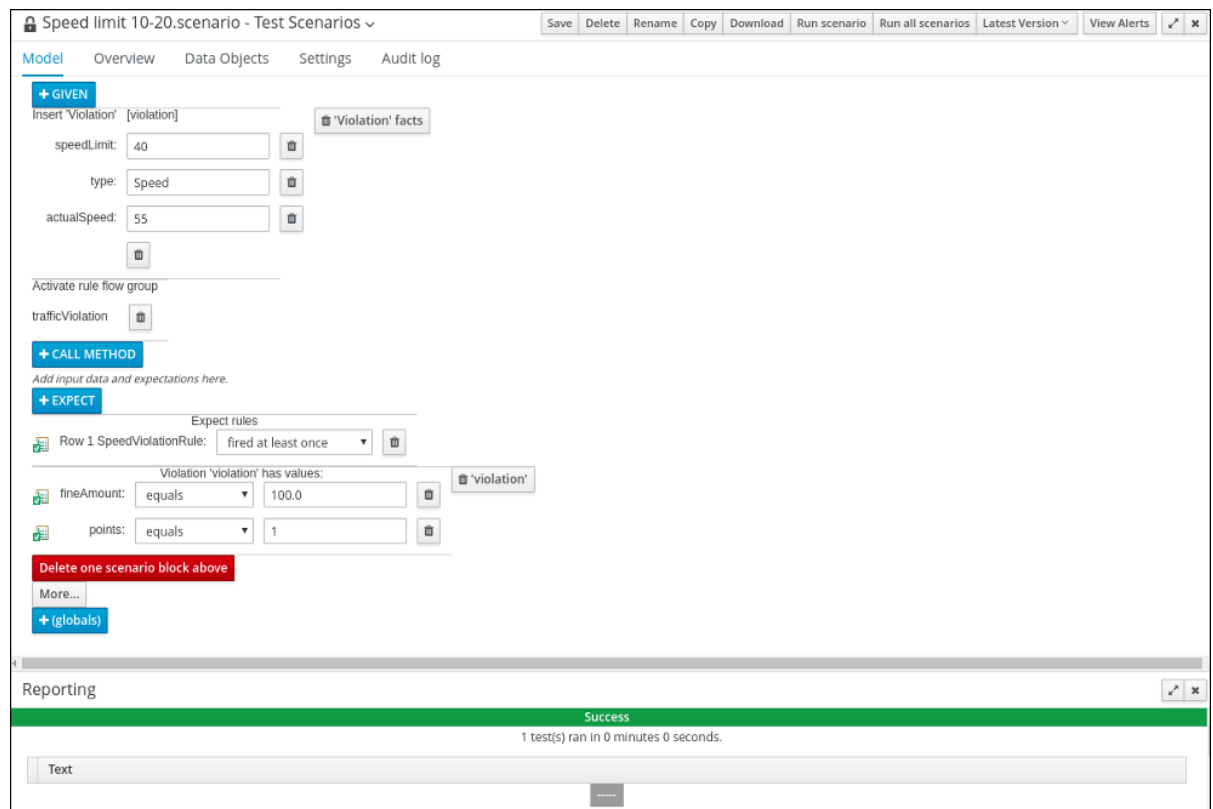 Speed limit 10-20.scenario - Test Scenarios
Save Delete Rename Copy Download Run scenario Run all scenarios Latest Version View Alerts
Model Overview Data Objects Settings Audit log
+ GIVEN
Insert 'Violation' [violation] 'Violation' facts
speedLimit: 40
type: Speed
actualSpeed: 55
Activate rule flow group
trafficViolation
+ CALL METHOD
Add input data and expectations here.
+ EXPECT
Expect rules
Row 1 SpeedViolationRule: fired at least once
Violation 'violation' has values: 'violation'
fineAmount: equals 100.0
points: equals 1
Delete one scenario block above
More...
+ (globals)
Reporting
Success
1 test(s) ran in 0 minutes 0 seconds.
Text
-----